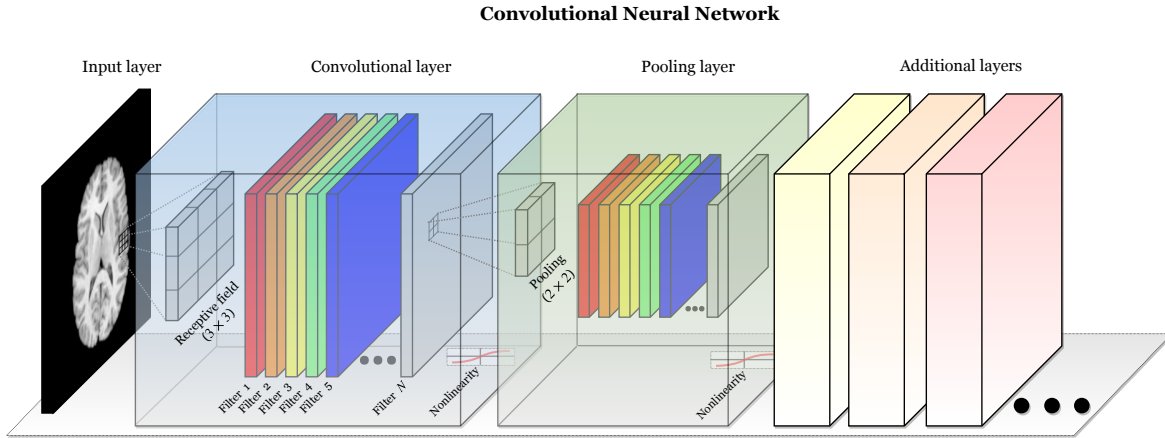 Convolutional Neural Network
Input layer
Convolutional layer
Pooling layer
Additional layers
Receptive field
(3 × 3)
Filter 1
Filter 2
Filter 3
Filter 4
Filter 5
Filter N
Nonlinearity
Pooling
(2 × 2)
Nonlinearity